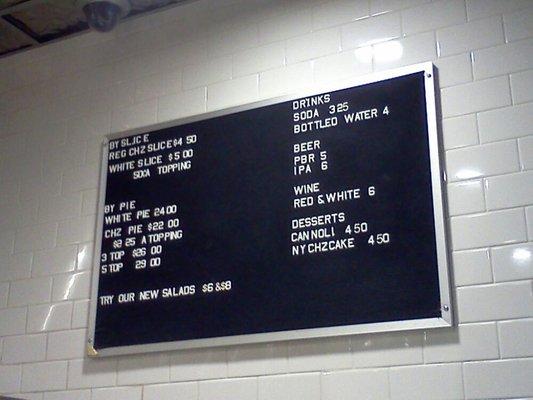 BY SLICE
REG CHZ SLICE $4 50
WHITE SLICE $5 00
50XA TOPPING
BY PIE
WHITE PIE 24 00
CHZ PIE $22 00
$2 25 A TOPPING
3 TOP $26 00
5 TOP 29 00
TRY OUR NEW SALADS $6 &$8
DRINKS
SODA 3 25
BOTTLED WATER 4
BEER
PBR 5
IPA 6
WINE
RED & WHITE 6
DESSERTS
CANNOLI 4 50
NY CHZCAKE 4 50